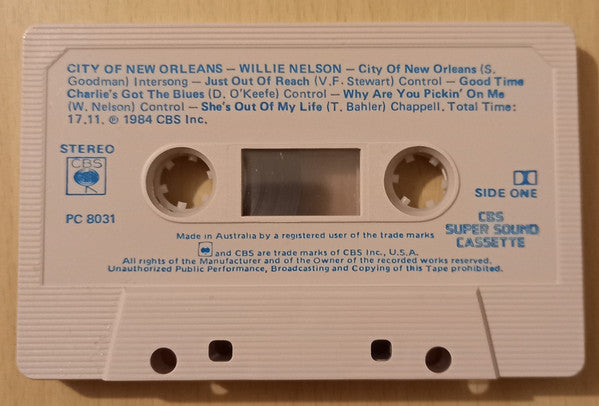 CITY OF NEW ORLEANS — WILLIE NELSON — City Of New Orleans (S.
Goodman) Intersong — Just Out Of Reach (V.F. Stewart) Control — Good Time
Charlie's Got The Blues (D. O'Keefe) Control — Why Are You Pickin' On Me
(W. Nelson) Control — She's Out Of My Life (T. Bahler) Chappell. Total Time:
17.11. ℗ 1984 CBS Inc.
STEREO
CBS
PC 8031
SIDE ONE
CBS
SUPER SOUND
CASSETTE
Made in Australia by a registered user of the trade marks
and CBS are trade marks of CBS Inc., U.S.A.
All rights of the Manufacturer and of the Owner of the recorded works reserved.
Unauthorized Public Performance, Broadcasting and Copying of this Tape prohibited.